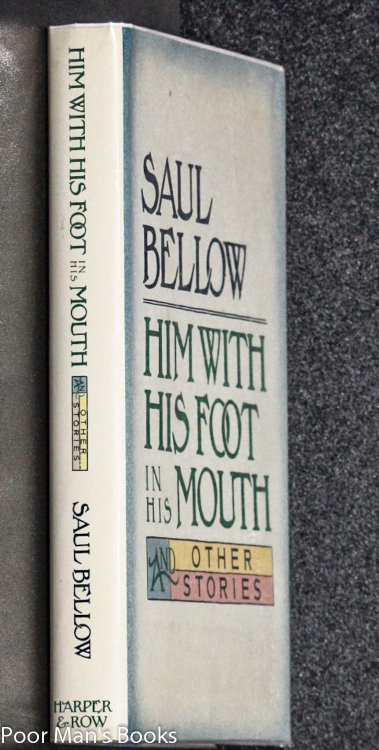 HIM WITH HIS FOOT IN HIS MOUTH
AND OTHER STORIES
SAUL BELLOW
HARPER
& ROW
SAUL
BELLOW
HIM WITH
HIS FOOT
IN HIS MOUTH
AND OTHER
STORIES
Poor Man's Books